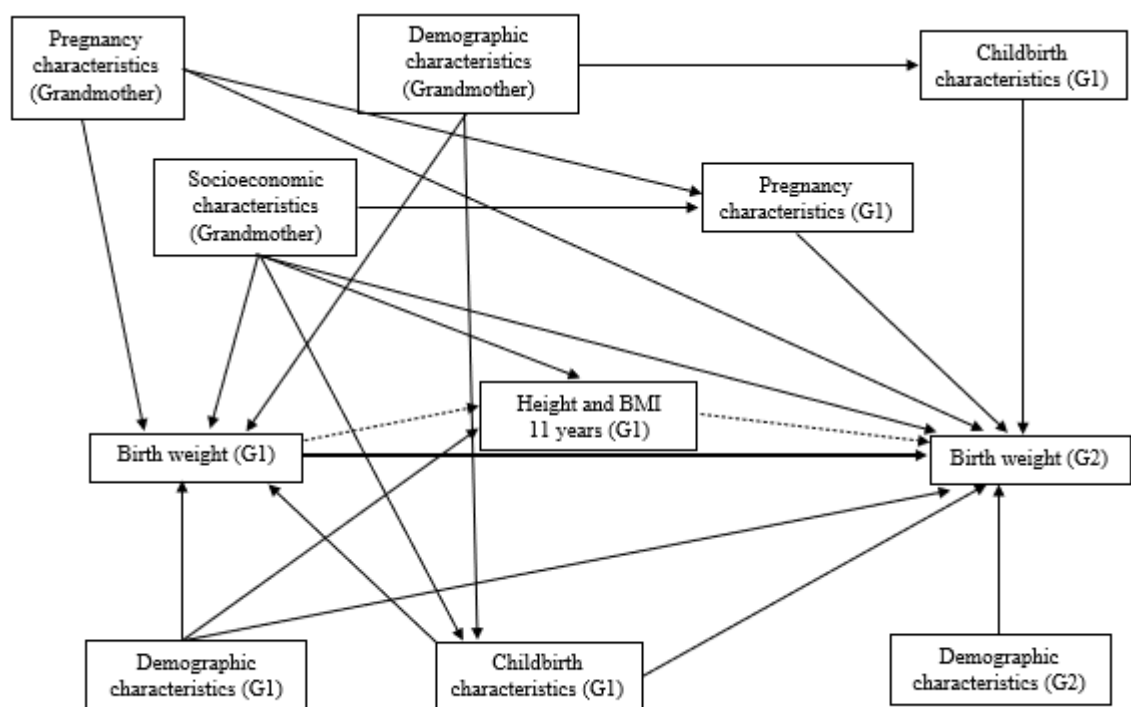 Pregnancy
characteristics
(Grandmother)
Demographic
characteristics
(Grandmother)
Childbirth
characteristics (G1)
Socioeconomic
characteristics
(Grandmother)
Pregnancy
characteristics (G1)
Height and BMI
11 years (G1)
Birth weight (G1)
Birth weight (G2)
Demographic
characteristics (G1)
Childbirth
characteristics (G1)
Demographic
characteristics (G2)